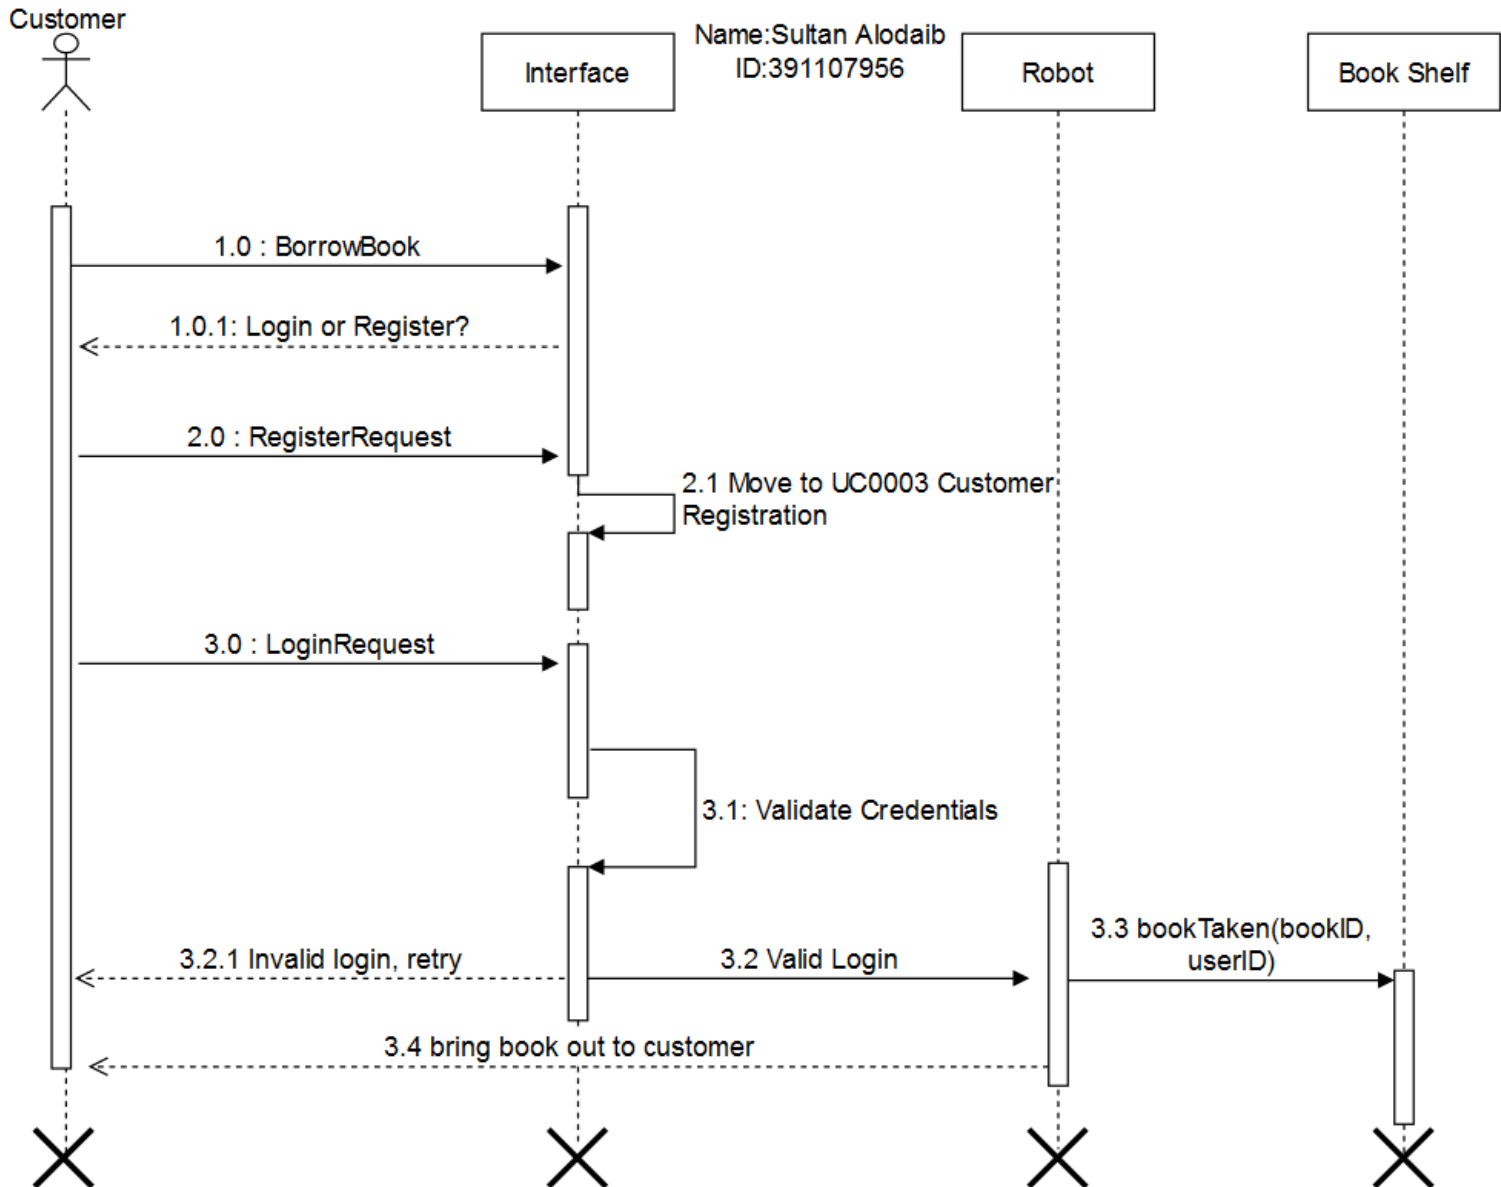 Customer
Interface
Name:Sultan Alodaib
ID:391107956
Robot
Book Shelf
1.0 : BorrowBook
1.0.1: Login or Register?
2.0 : RegisterRequest
2.1 Move to UC0003 Customer
Registration
3.0 : LoginRequest
3.1: Validate Credentials
3.2.1 Invalid login, retry
3.2 Valid Login
3.3 bookTaken(bookID,
userID)
3.4 bring book out to customer